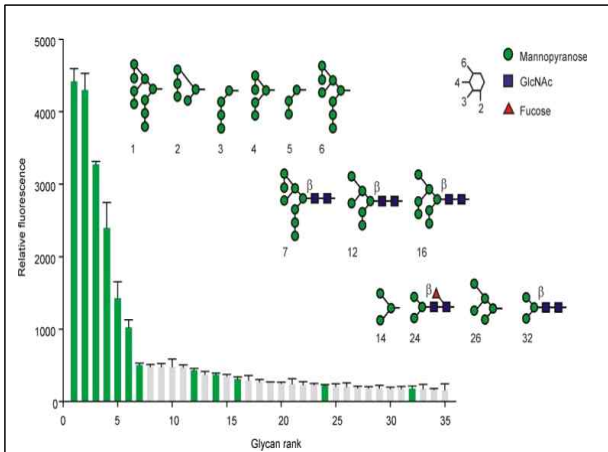 5000
4000
3000
2000
1000
0
Relative fluorescence
0 5 10 15 20 25 30 35
Glycan rank
1 2 3 4 5 6
β β β
7 12 16
β β
14 24 26 32
6
4
3 2
Mannopyranose
GlcNAc
Fucose